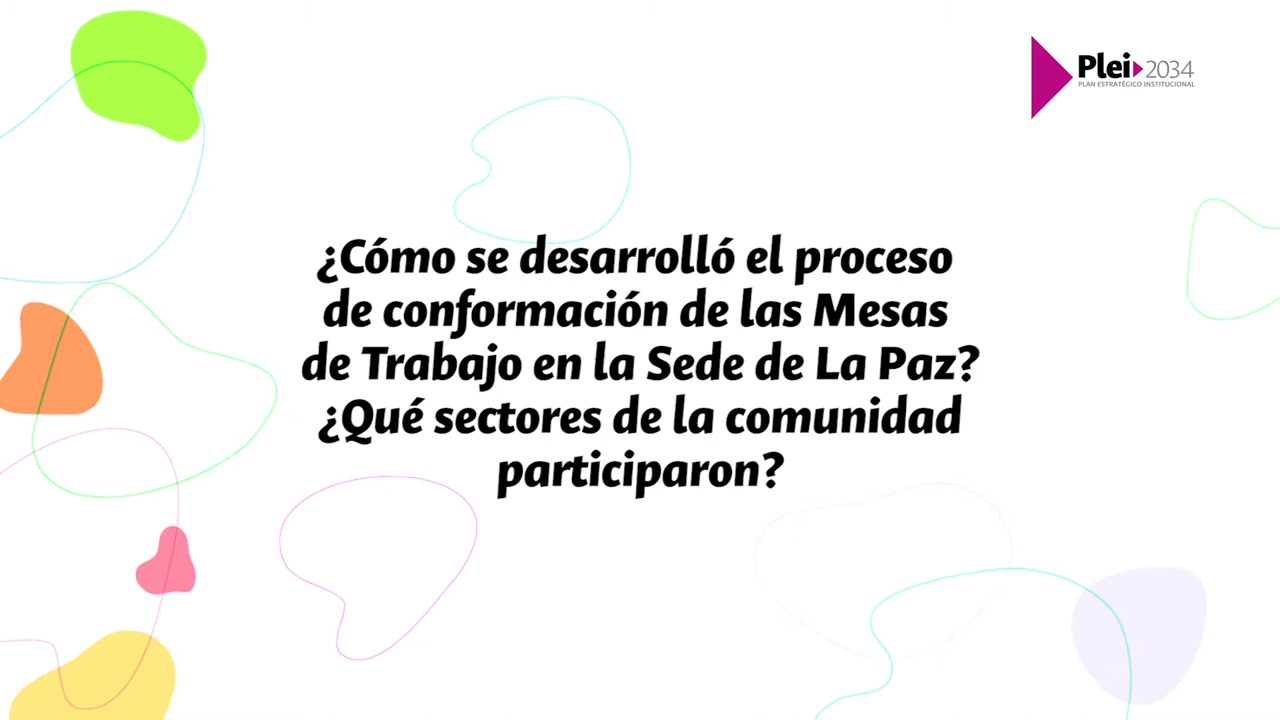 Plei 2034
PLAN ESTRATÉGICO INSTITUCIONAL
¿Cómo se desarrolló el proceso
de conformación de las Mesas
de Trabajo en la Sede de La Paz?
¿Qué sectores de la comunidad
participaron?